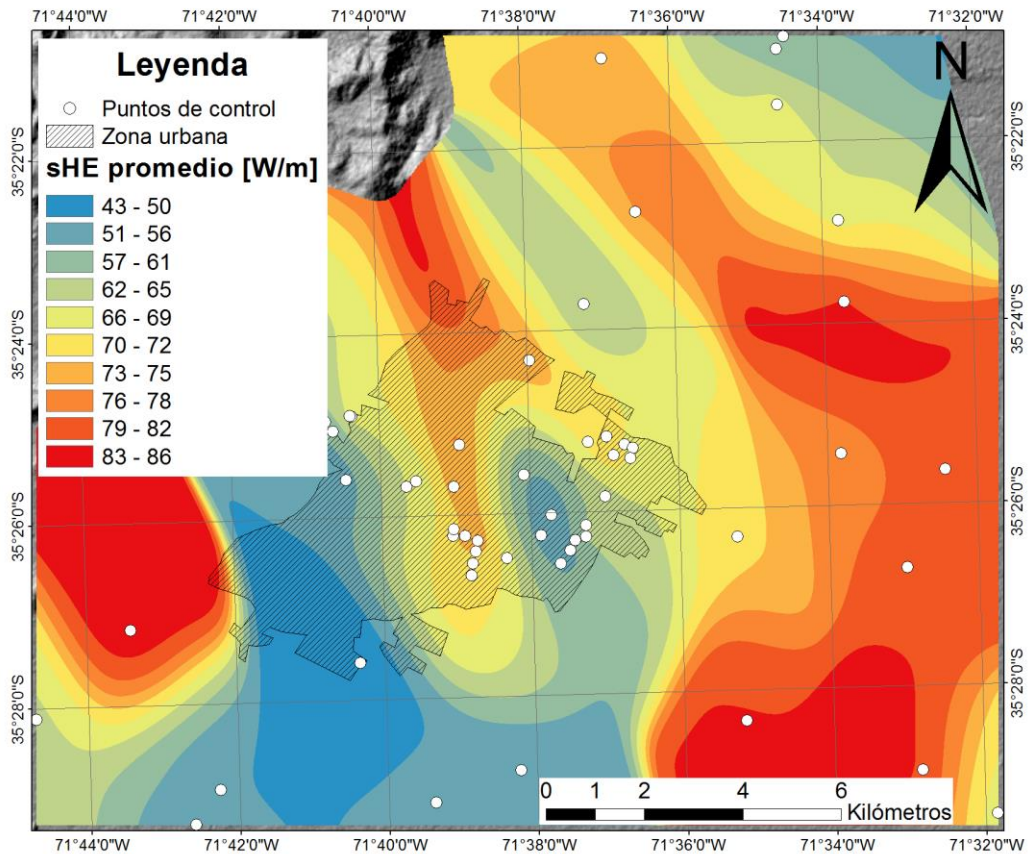 71°44'0"W 71°42'0"W 71°40'0"W 71°38'0"W 71°36'0"W 71°34'0"W 71°32'0"W
Leyenda
Puntos de control
Zona urbana
sHE promedio [W/m]
43 - 50
51 - 56
57 - 61
62 - 65
66 - 69
70 - 72
73 - 75
76 - 78
79 - 82
83 - 86
N
35°22'0"S
35°24'0"S
35°26'0"S
35°28'0"S
35°22'0"S
35°24'0"S
35°26'0"S
35°28'0"S
0 1 2 4 6
Kilómetros
71°44'0"W 71°42'0"W 71°40'0"W 71°38'0"W 71°36'0"W 71°34'0"W 71°32'0"W